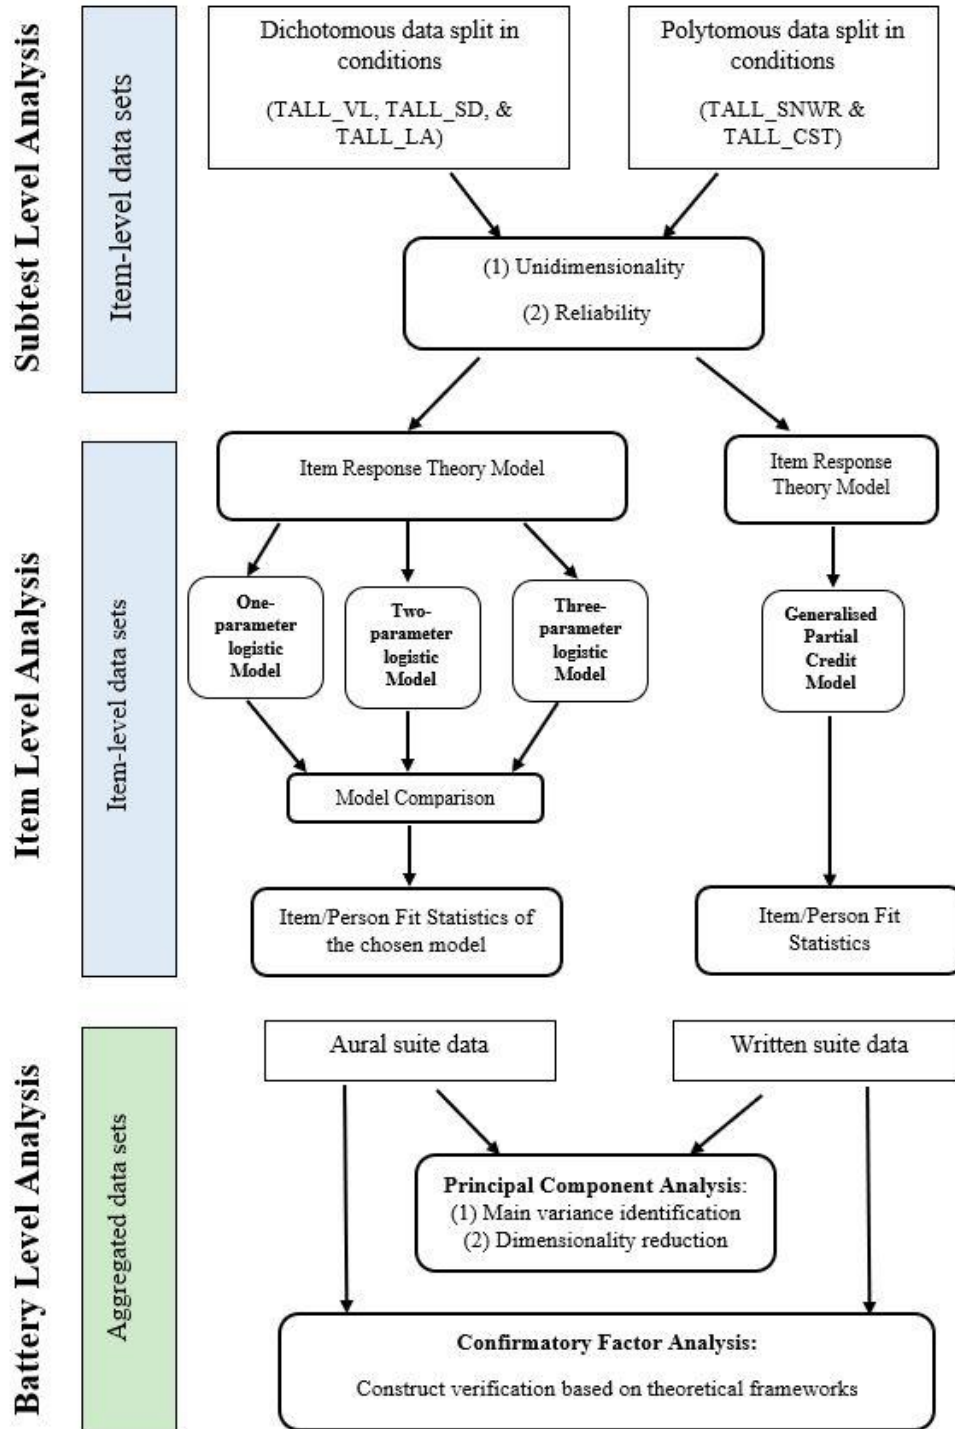 Subtest Level Analysis
Item-level data sets
Dichotomous data split in
conditions
(TALL_VL, TALL_SD, &
TALL_LA)
Polytomous data split in
conditions
(TALL_SNWR &
TALL_CST)
(1) Unidimensionality
(2) Reliability
Item Level Analysis
Item-level data sets
Item Response Theory Model
Item Response
Theory Model
One-
parameter
logistic
Model
Two-
parameter
logistic
Model
Three-
parameter
logistic
Model
Generalised
Partial
Credit
Model
Model Comparison
Item/Person Fit Statistics of
the chosen model
Item/Person Fit
Statistics
Battery Level Analysis
Aggregated data sets
Aural suite data
Written suite data
Principal Component Analysis:
(1) Main variance identification
(2) Dimensionality reduction
Confirmatory Factor Analysis:
Construct verification based on theoretical frameworks